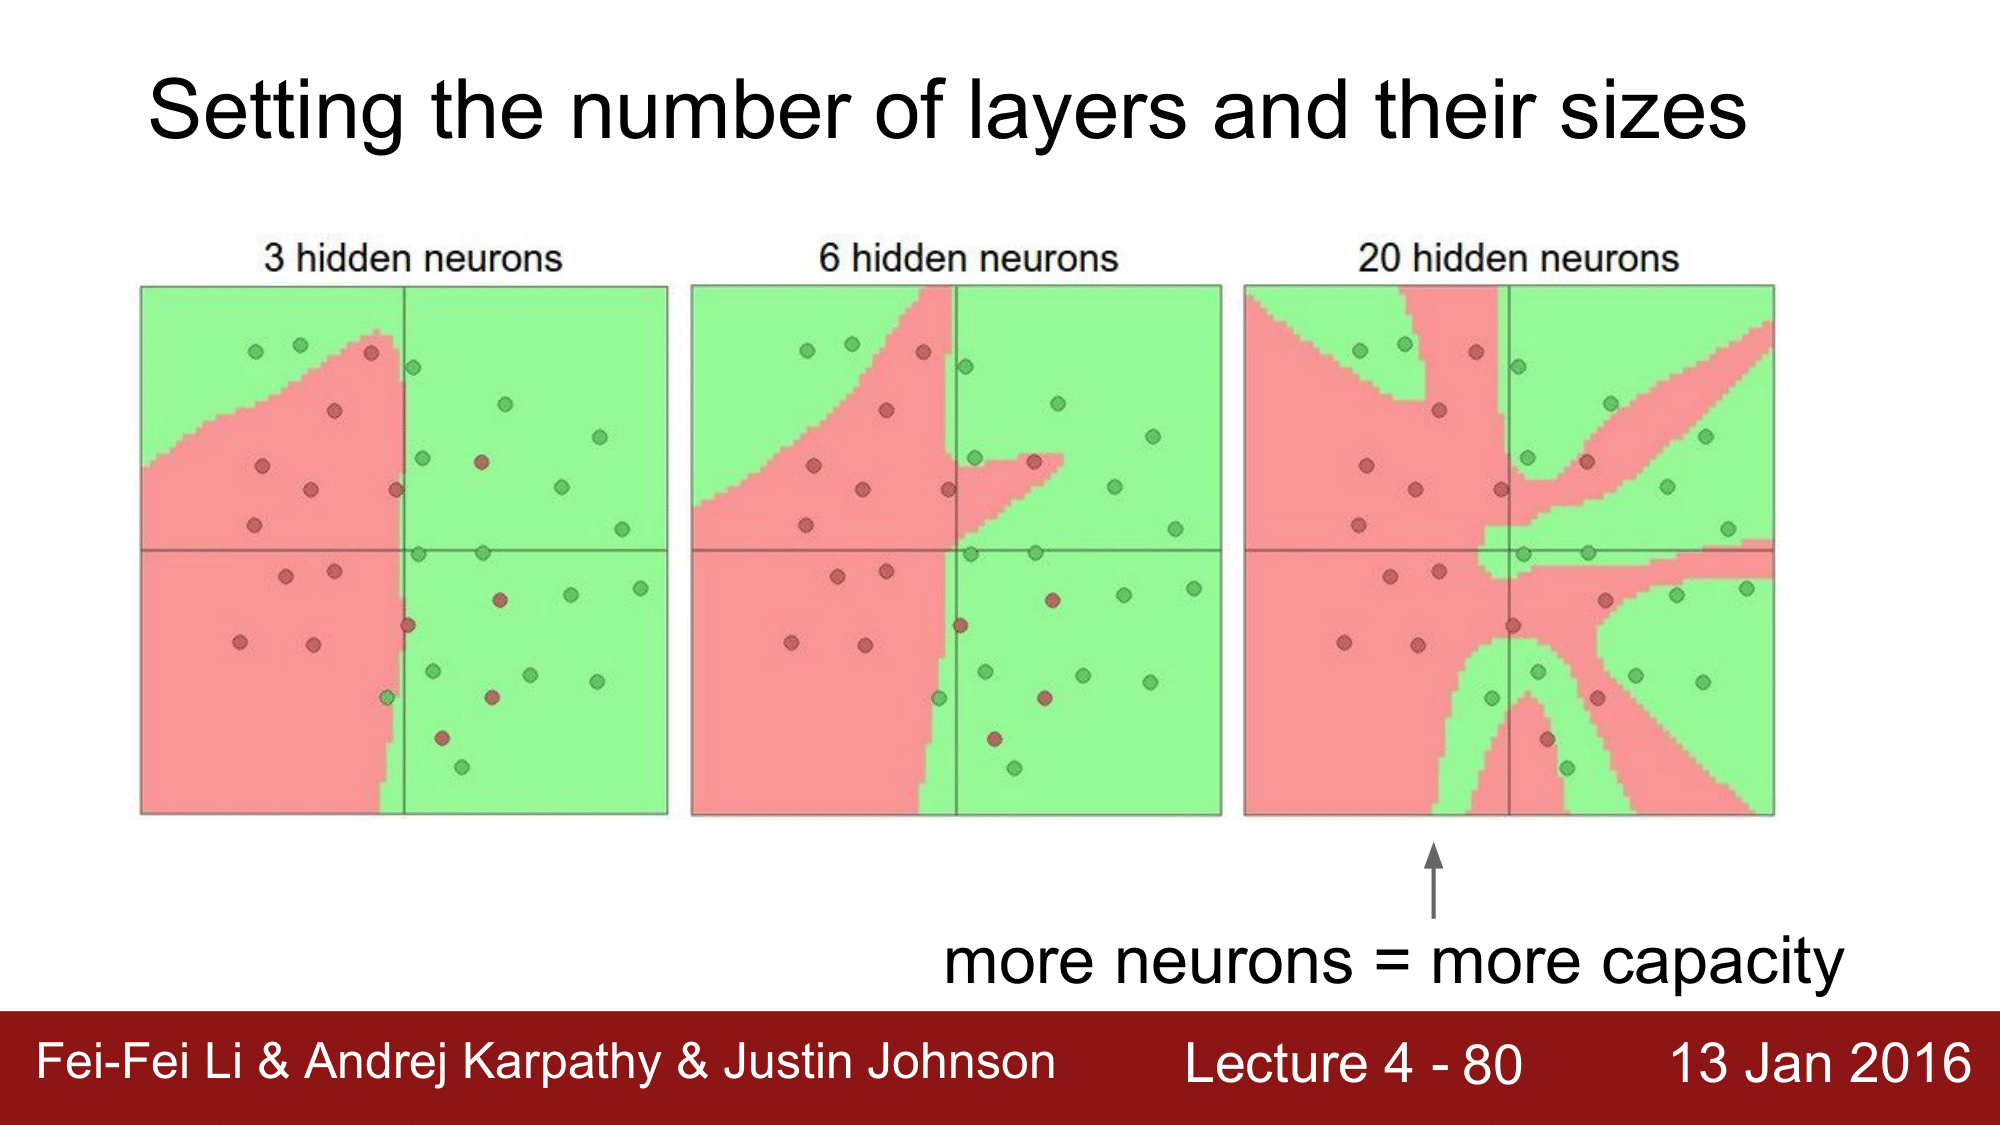 Setting the number of layers and their sizes
3 hidden neurons
6 hidden neurons
20 hidden neurons
more neurons = more capacity
Fei-Fei Li & Andrej Karpathy & Justin Johnson
Lecture 4 - 80
13 Jan 2016